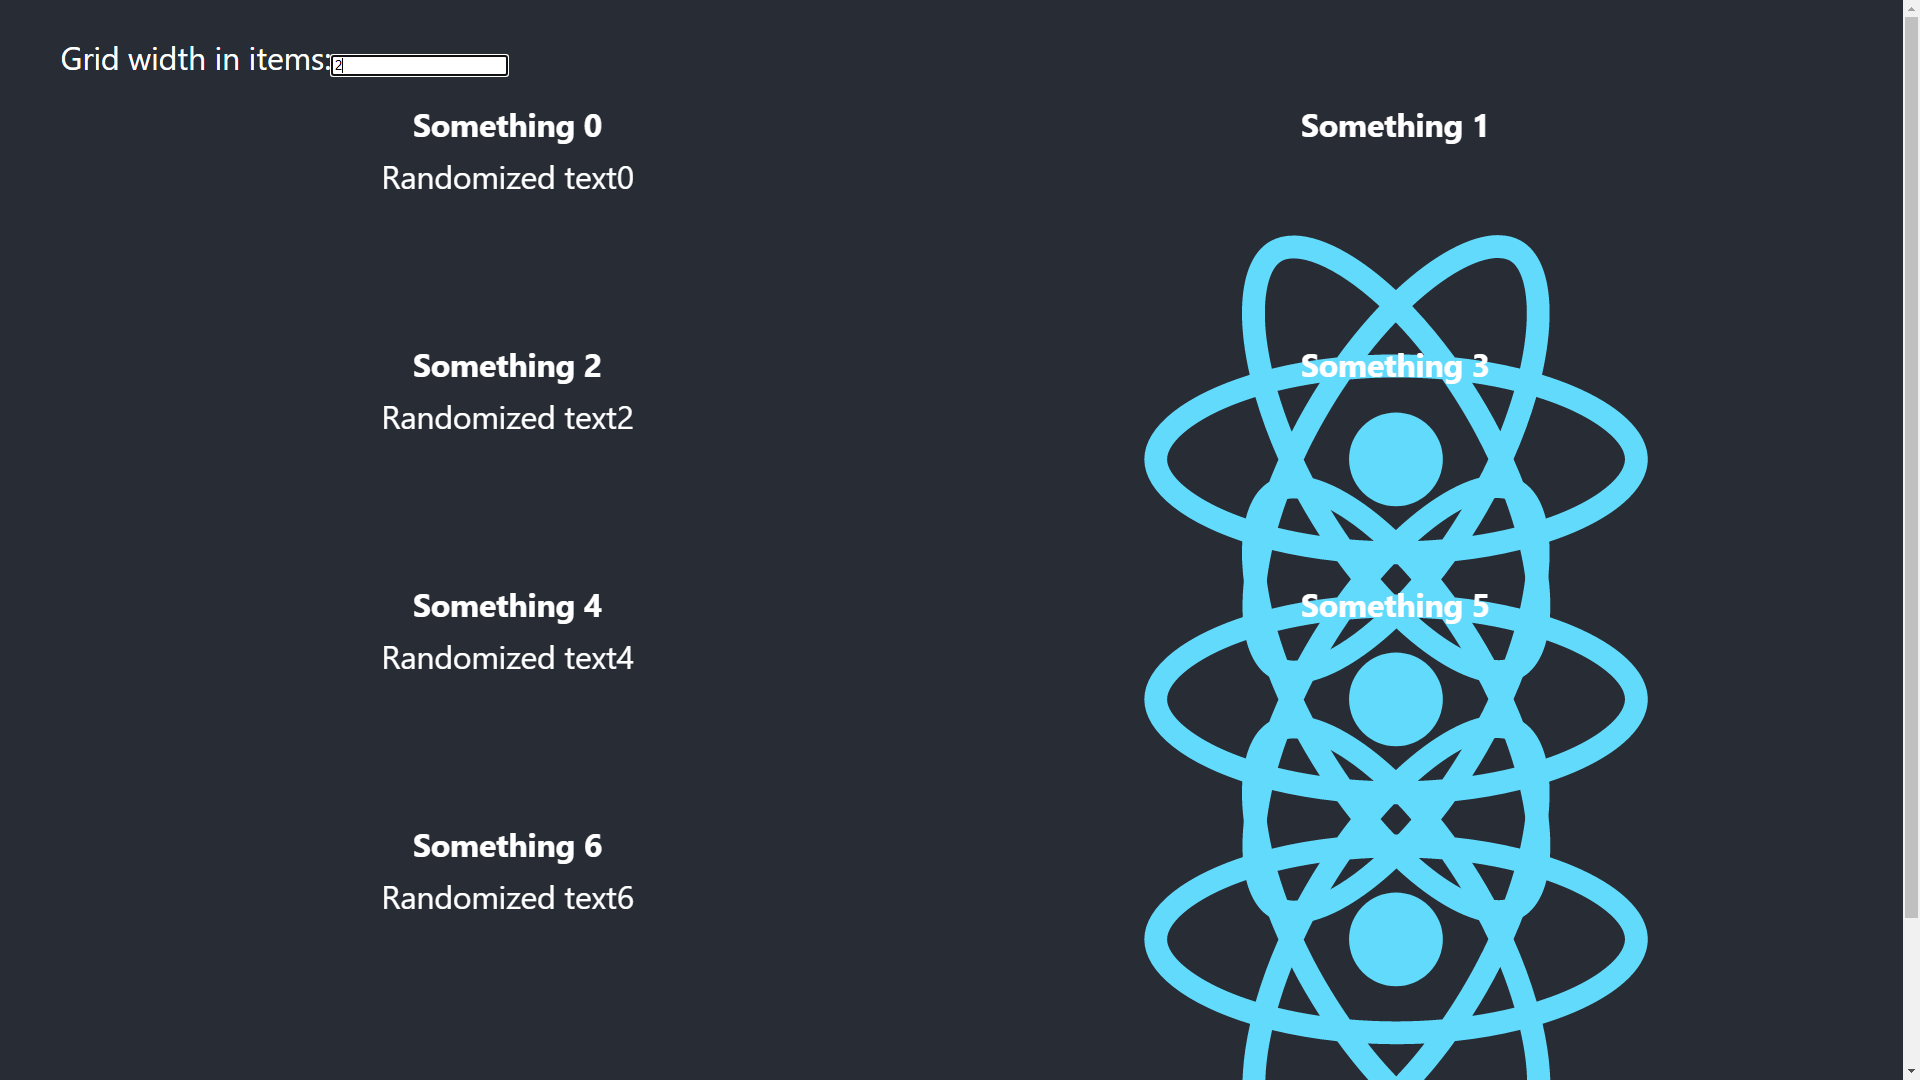 Grid width in items: 2
Something 0
Something 1
Randomized text0
Something 2
Something 3
Randomized text2
Something 4
Something 5
Randomized text4
Something 6
Randomized text6